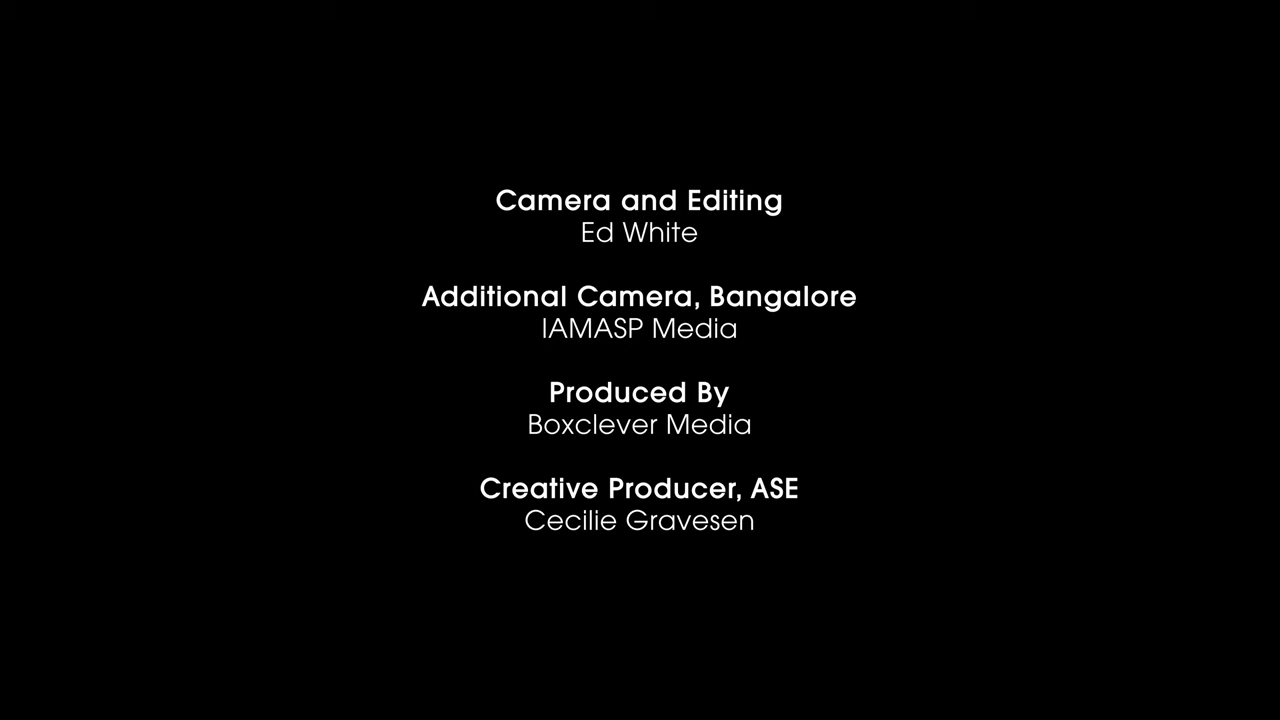 Camera and Editing
Ed White
Additional Camera, Bangalore
IAMASP Media
Produced By
Boxclever Media
Creative Producer, ASE
Cecilie Gravesen